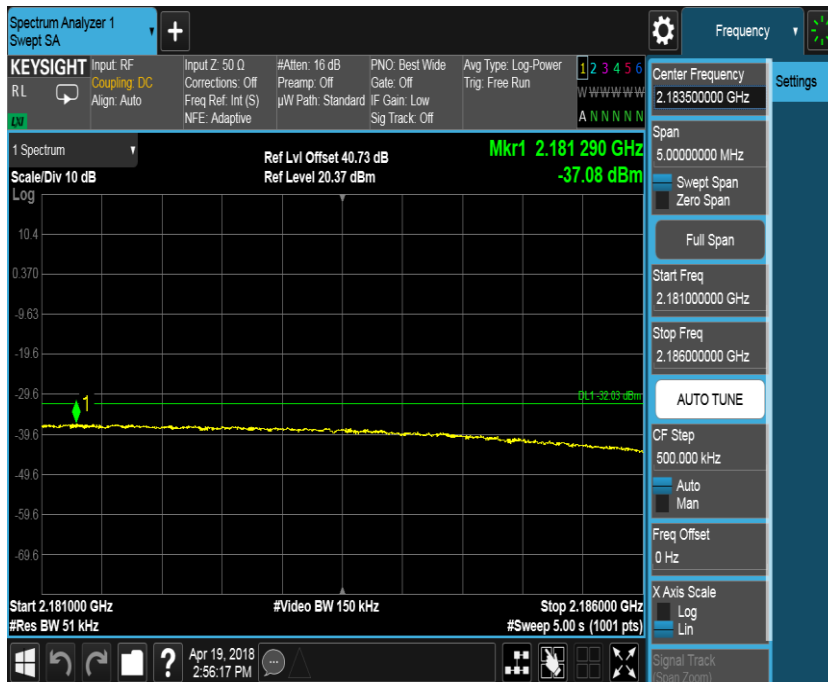 Spectrum Analyzer 1
Swept SA
+
Frequency
KEYSIGHT
RL
LXI
Input: RF
Coupling: DC
Align: Auto
Input Z: 50 Ω
Corrections: Off
Freq Ref: Int (S)
NFE: Adaptive
#Atten: 16 dB
Preamp: Off
µW Path: Standard
PNO: Best Wide
Gate: Off
IF Gain: Low
Sig Track: Off
Avg Type: Log-Power
Trig: Free Run
1 2 3 4 5 6
W W W W W W
A N N N N N
1 Spectrum
Scale/Div 10 dB
Ref Lvl Offset 40.73 dB
Ref Level 20.37 dBm
Mkr1 2.181 290 GHz
-37.08 dBm
Log
10.4
0.370
-9.63
-19.6
-29.6
-39.6
-49.6
-59.6
-69.6
1
DL1 -32.03 dBm
Start 2.181000 GHz
#Res BW 51 kHz
#Video BW 150 kHz
Stop 2.186000 GHz
#Sweep 5.00 s (1001 pts)
?
Apr 19, 2018
2:56:17 PM
Center Frequency
2.183500000 GHz
Span
5.00000000 MHz
Swept Span
Zero Span
Full Span
Start Freq
2.181000000 GHz
Stop Freq
2.186000000 GHz
AUTO TUNE
CF Step
500.000 kHz
Auto
Man
Freq Offset
0 Hz
X Axis Scale
Log
Lin
Signal Track
(Span Zoom)
Settings